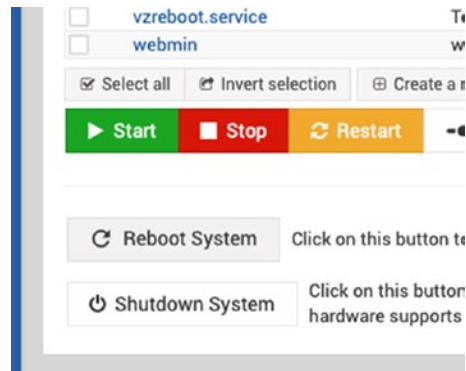 vzreboot.service
webmin
Select all Invert selection Create a
Start Stop Restart
Reboot System Click on this button
Shutdown System Click on this button
hardware supports